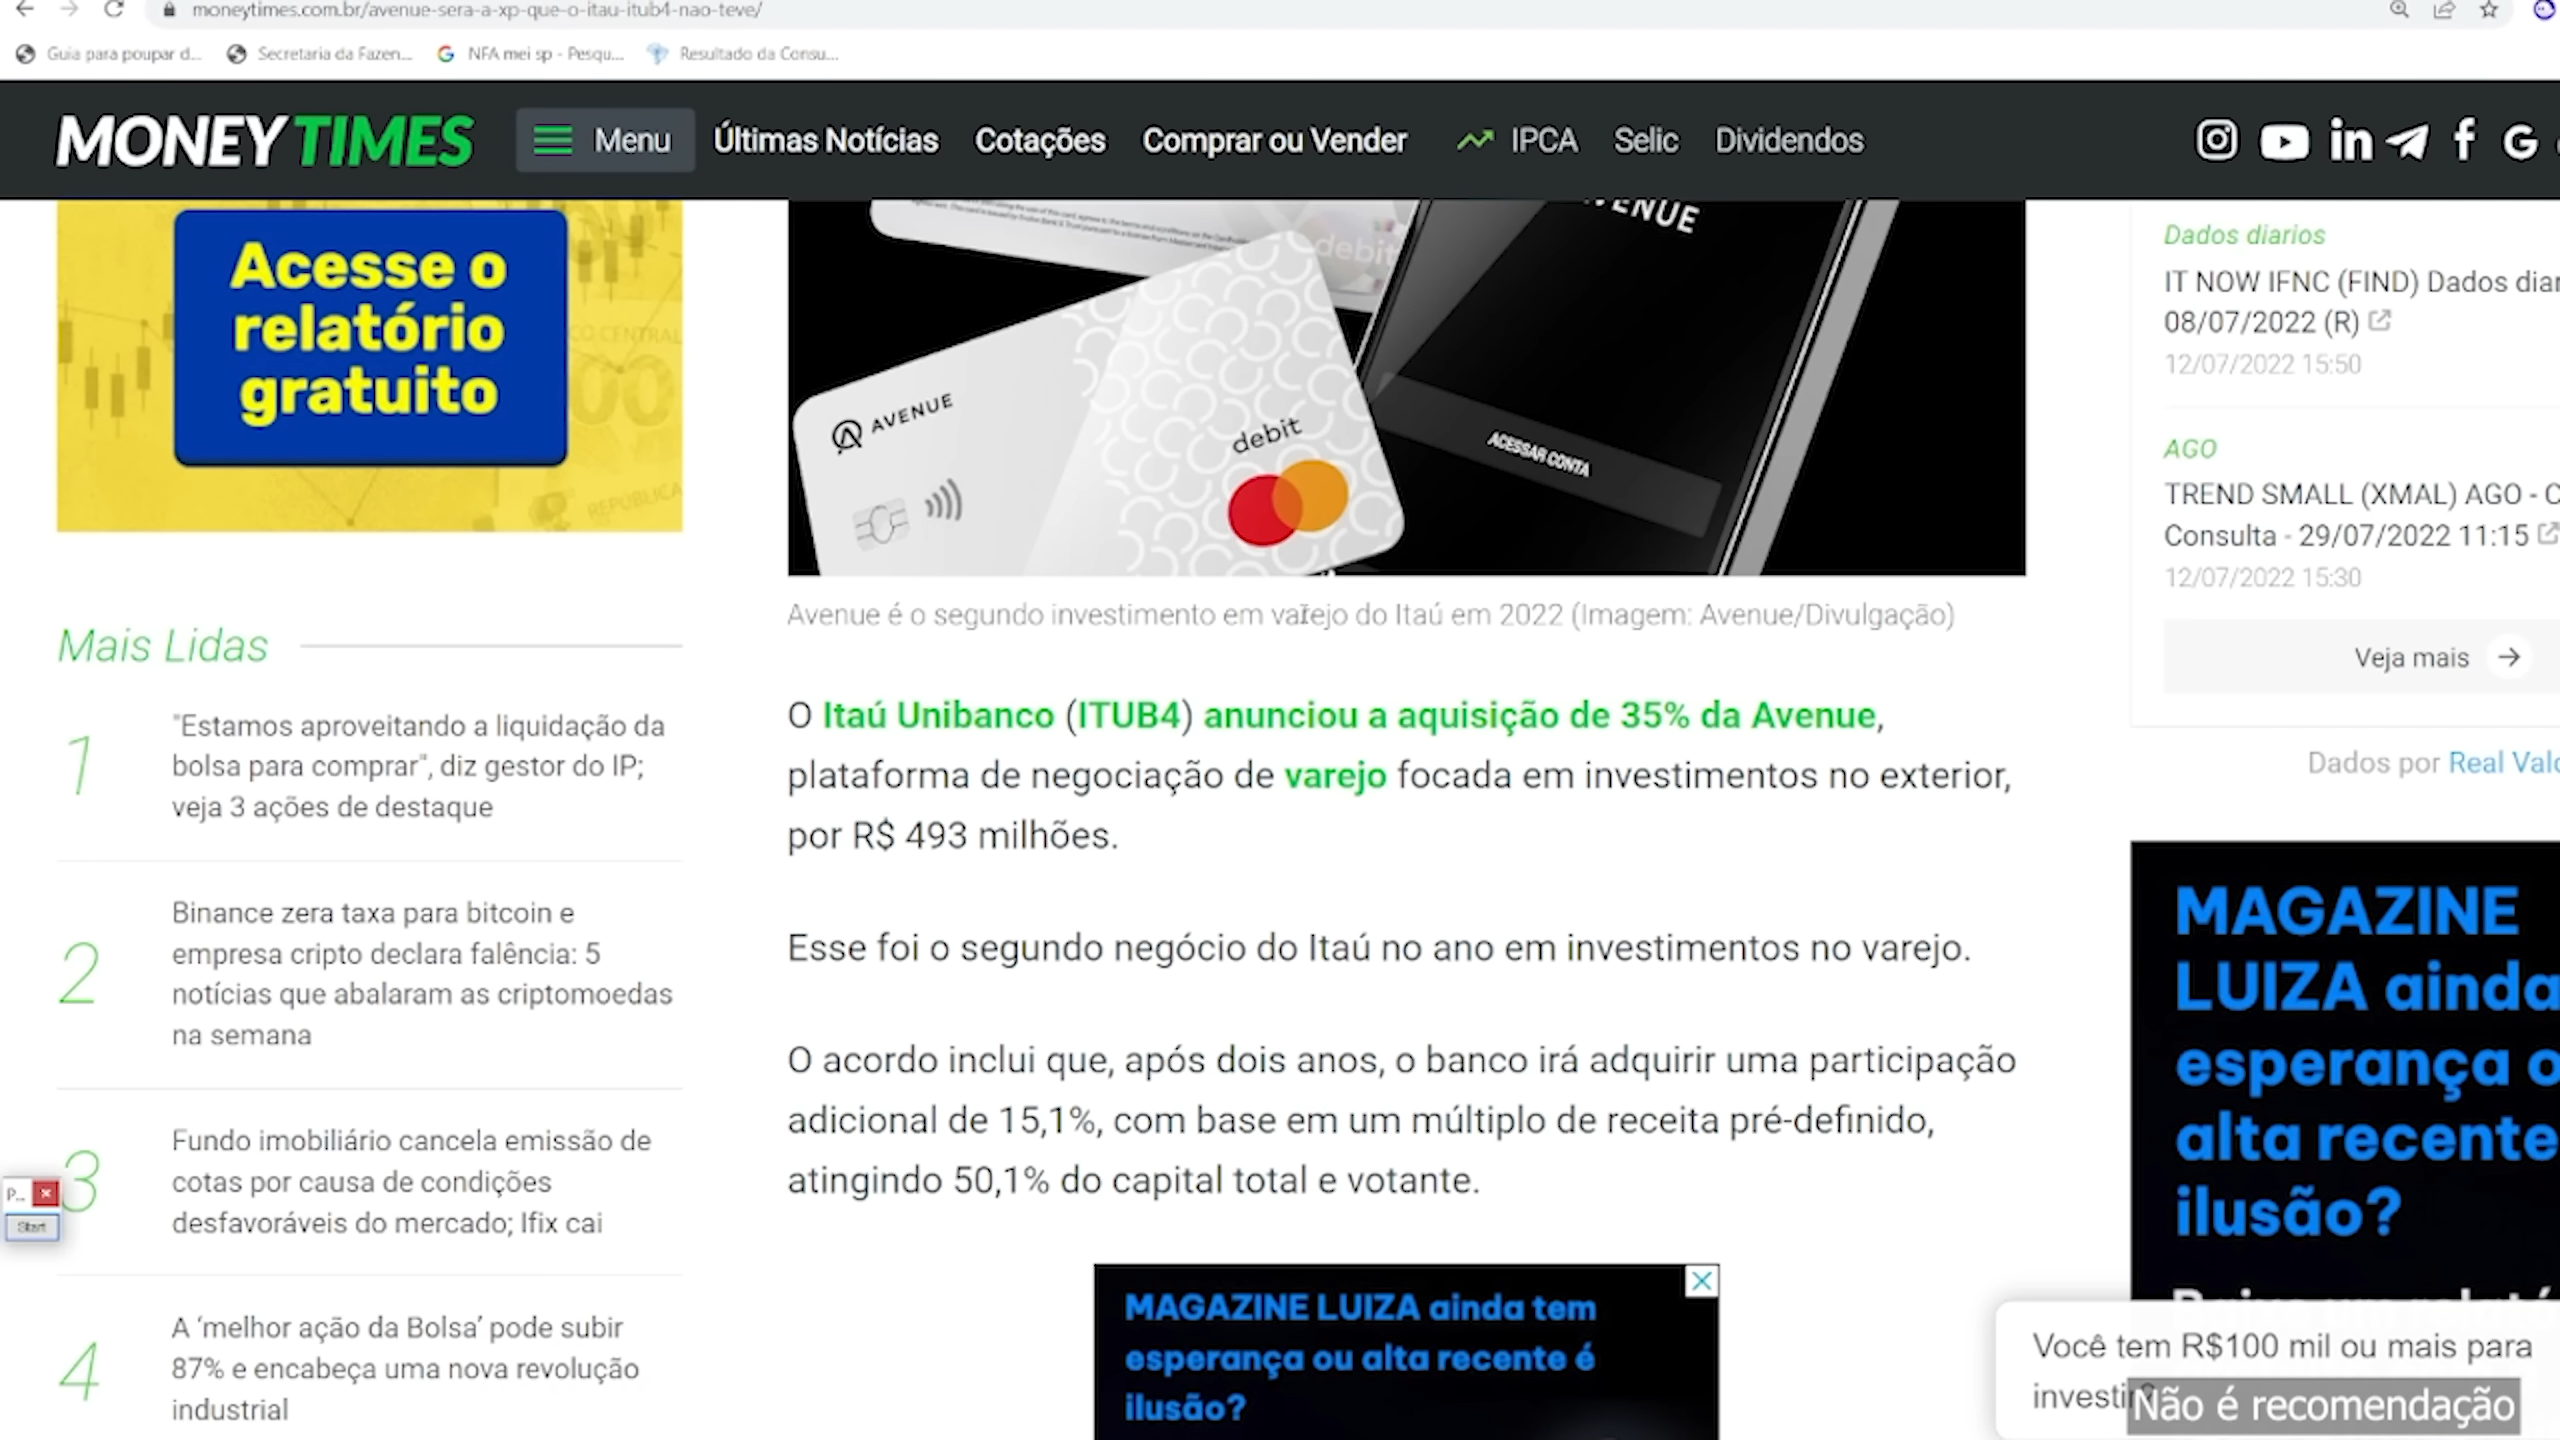 moneytimes.com.br/avenue-sera-a-xp-que-o-itau-itub4-nao-teve/
Guia para poupar d...
Secretaria da Fazen...
NFA mei sp - Pesqu...
Resultado da Consu...
MONEY TIMES
Menu
Últimas Notícias
Cotações
Comprar ou Vender
IPCA
Selic
Dividendos
Acesse o
relatório
gratuito
Mais Lidas
1
"Estamos aproveitando a liquidação da
bolsa para comprar", diz gestor do IP;
veja 3 ações de destaque
2
Binance zera taxa para bitcoin e
empresa cripto declara falência: 5
notícias que abalaram as criptomoedas
na semana
3
Fundo imobiliário cancela emissão de
cotas por causa de condições
desfavoráveis do mercado; Ifix cai
4
A ‘melhor ação da Bolsa’ pode subir
87% e encabeça uma nova revolução
industrial
P...
Start
debit
AVENUE
debit
ACESSAR CONTA
Avenue é o segundo investimento em varejo do Itaú em 2022 (Imagem: Avenue/Divulgação)
O Itaú Unibanco (ITUB4) anunciou a aquisição de 35% da Avenue,
plataforma de negociação de varejo focada em investimentos no exterior,
por R$ 493 milhões.
Esse foi o segundo negócio do Itaú no ano em investimentos no varejo.
O acordo inclui que, após dois anos, o banco irá adquirir uma participação
adicional de 15,1%, com base em um múltiplo de receita pré-definido,
atingindo 50,1% do capital total e votante.
MAGAZINE LUIZA ainda tem
esperança ou alta recente é
ilusão?
Dados diarios
IT NOW IFNC (FIND) Dados diar
08/07/2022 (R)
12/07/2022 15:50
AGO
TREND SMALL (XMAL) AGO - C
Consulta - 29/07/2022 11:15
12/07/2022 15:30
Veja mais
Dados por Real Valo
MAGAZINE
LUIZA ainda
esperança o
alta recente
ilusão?
Você tem R$100 mil ou mais para
investir
Não é recomendação